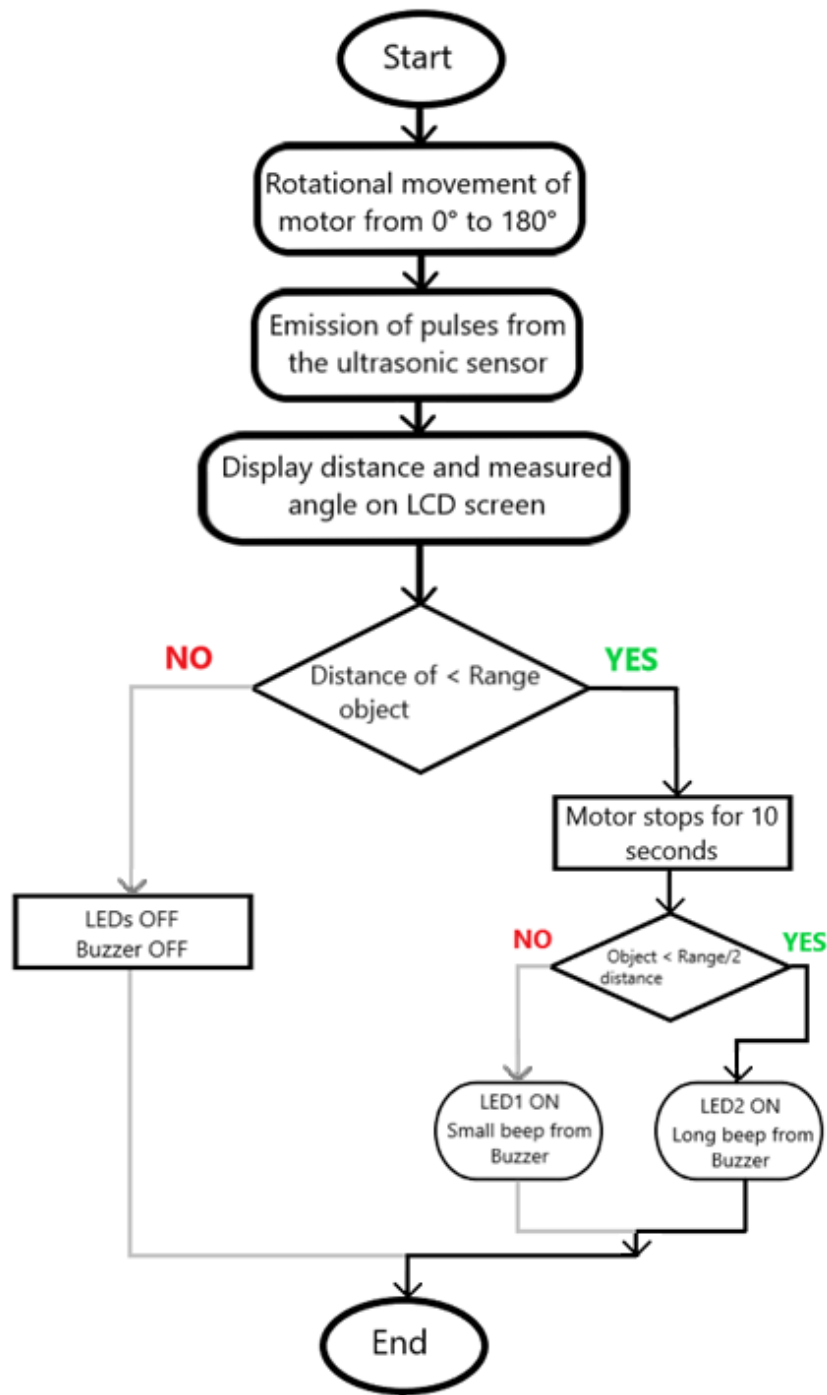 Start
Rotational movement of
motor from 0° to 180°
Emission of pulses from
the ultrasonic sensor
Display distance and measured
angle on LCD screen
NO
YES
Distance of < Range
object
Motor stops for 10
seconds
LEDs OFF
Buzzer OFF
NO
YES
Object < Range/2
distance
LED1 ON
Small beep from
Buzzer
LED2 ON
Long beep from
Buzzer
End